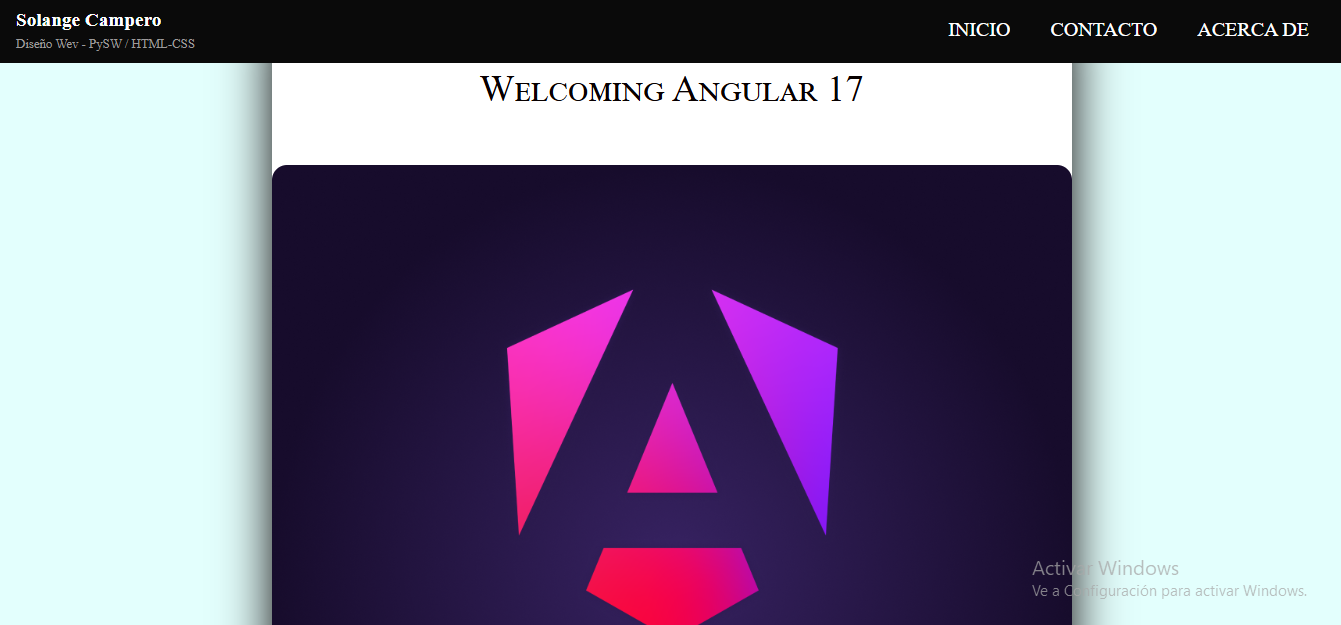 Solange Campero
Diseño Wev - PySW / HTML-CSS
INICIO CONTACTO ACERCA DE
Welcoming Angular 17
Activar Windows
Ve a Configuración para activar Windows.